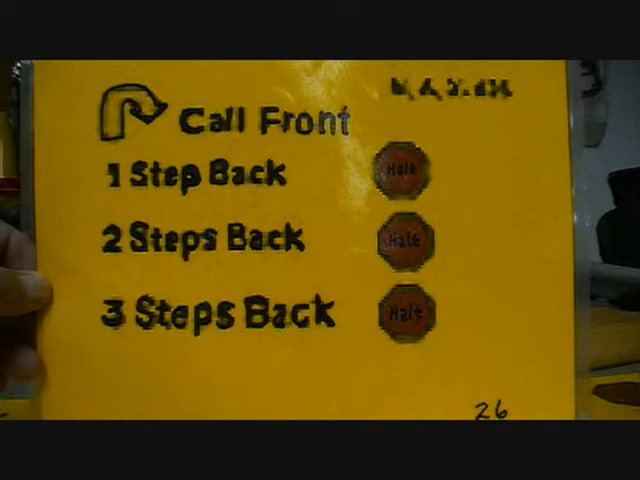 Call Front
1 Step Back Halt
2 Steps Back Halt
3 Steps Back Halt
26